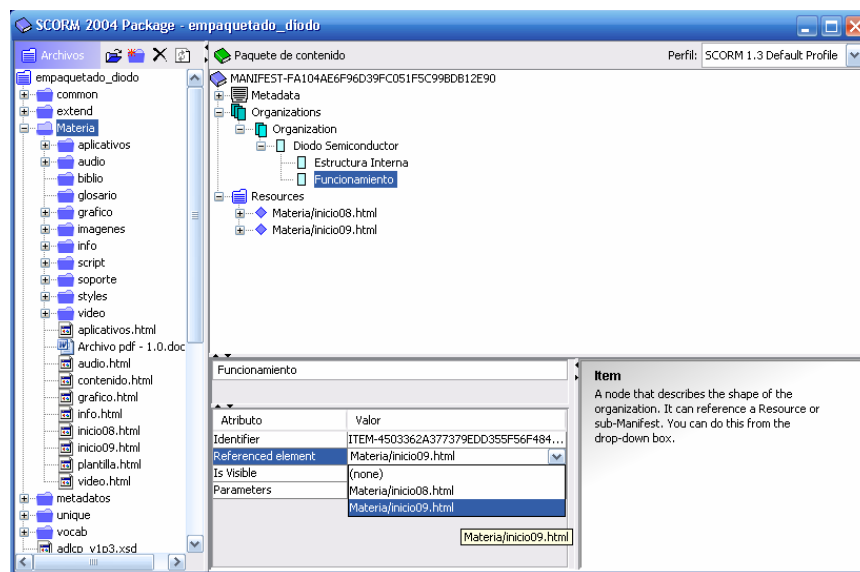 SCORM 2004 Package - empaquetado_diodo
Archivos
Paquete de contenido
Perfil: SCORM 1.3 Default Profile
empaquetado_diodo
common
extend
Materia
aplicativos
audio
biblio
glosario
grafico
imagenes
info
script
soporte
styles
video
aplicativos.html
Archivo pdf - 1.0.doc
audio.html
contenido.html
grafico.html
info.html
inicio08.html
inicio09.html
plantilla.html
video.html
metadatos
unique
vocab
adlcp_v1p3.xsd
MANIFEST-FA104AE6F96D39FC051F5C99BDB12E90
Metadata
Organizations
Organization
Diodo Semiconductor
Estructura Interna
Funcionamiento
Resources
Materia/inicio08.html
Materia/inicio09.html
Funcionamiento
Atributo Valor
Identifier ITEM-4503362A377379EDD355F56F484...
Referenced element Materia/inicio09.html
Is Visible (none)
Parameters Materia/inicio08.html
Materia/inicio09.html
Materia/inicio09.html
Item
A node that describes the shape of the
organization. It can reference a Resource or
sub-Manifest. You can do this from the
drop-down box.